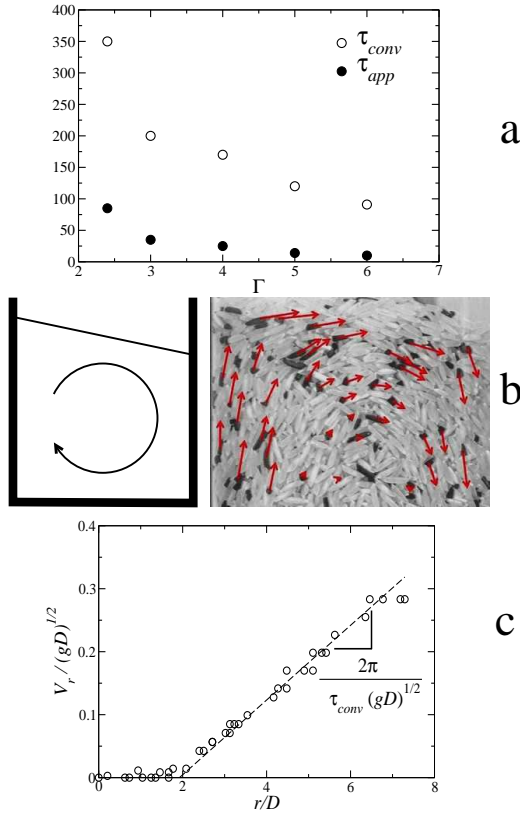 400
350
300
250
200
150
100
50
0
τconv
τapp
2 3 4 5 6 7
Γ
a
b
0.4
0.3
0.2
0.1
0
Vr / (gD)^1/2
2π
τconv (gD)^1/2
0 2 4 6 8
r/D
c